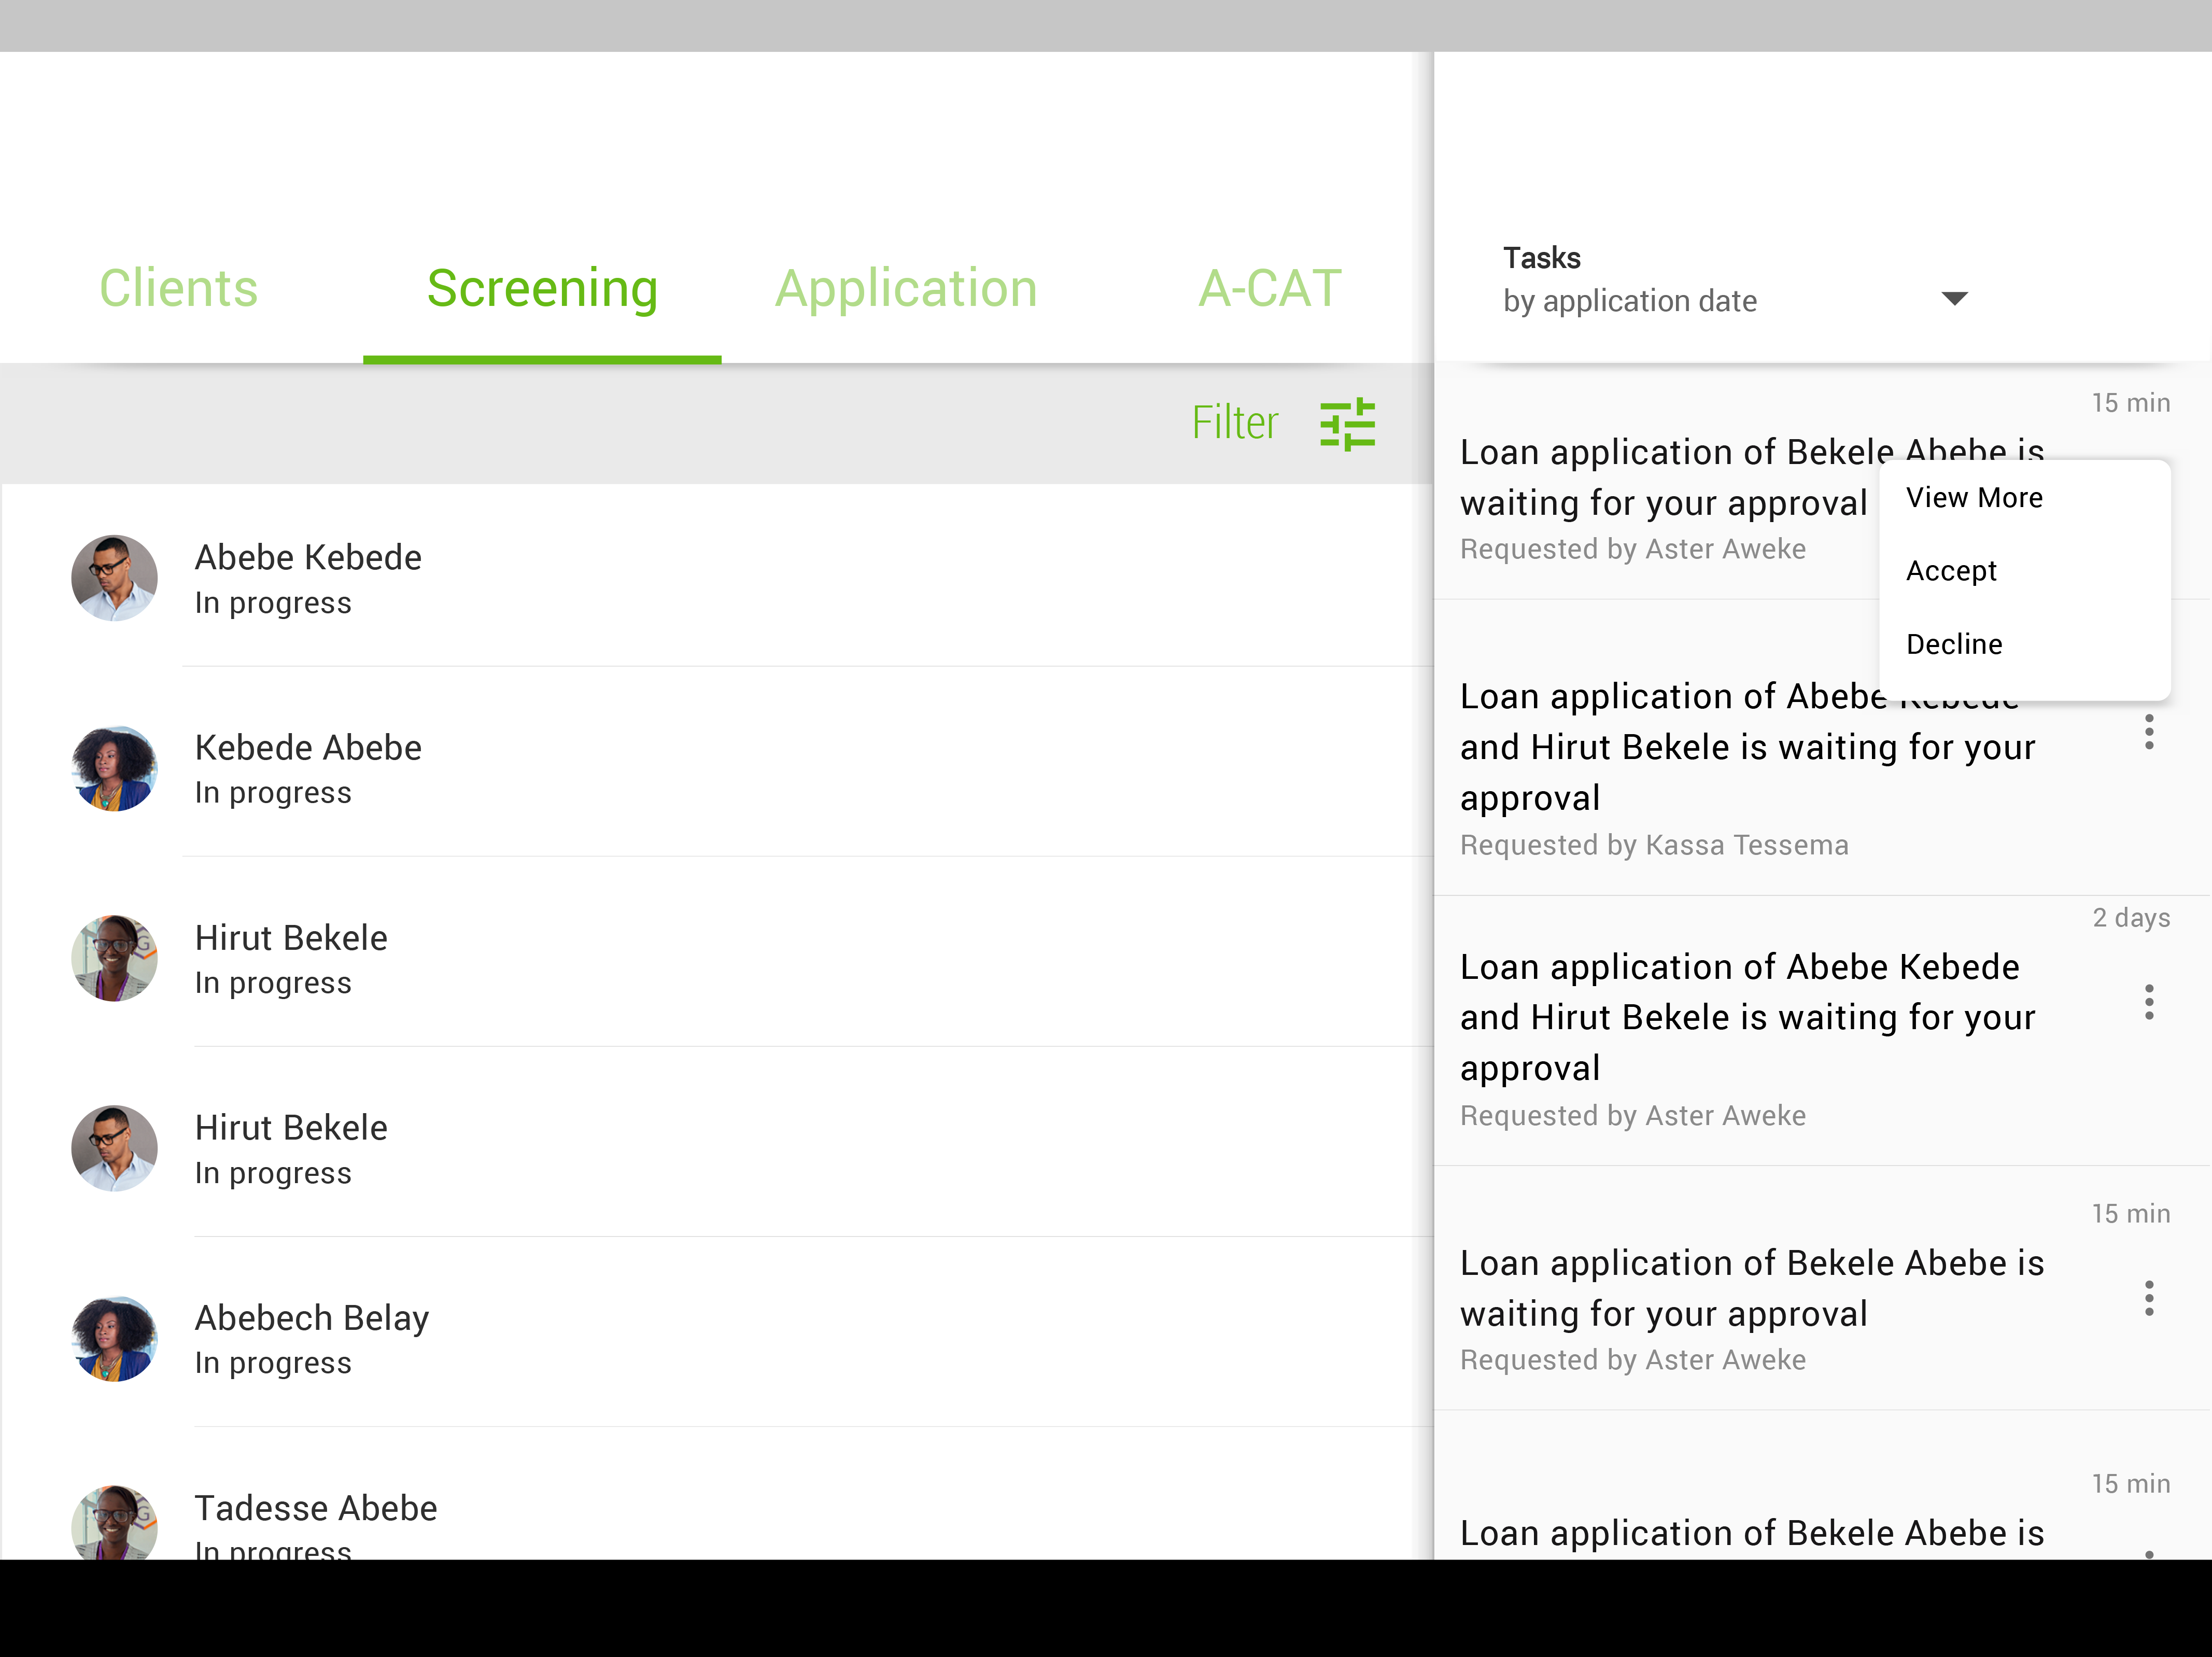 Clients
Screening
Application
A-CAT
Filter
Abebe Kebede
In progress
Kebede Abebe
In progress
Hirut Bekele
In progress
Hirut Bekele
In progress
Abebech Belay
In progress
Tadesse Abebe
In progress
Tasks
by application date
15 min
Loan application of Bekele Abebe is
waiting for your approval
Requested by Aster Aweke
View More
Accept
Decline
Loan application of Abebe Kebede
and Hirut Bekele is waiting for your
approval
Requested by Kassa Tessema
2 days
Loan application of Abebe Kebede
and Hirut Bekele is waiting for your
approval
Requested by Aster Aweke
15 min
Loan application of Bekele Abebe is
waiting for your approval
Requested by Aster Aweke
15 min
Loan application of Bekele Abebe is